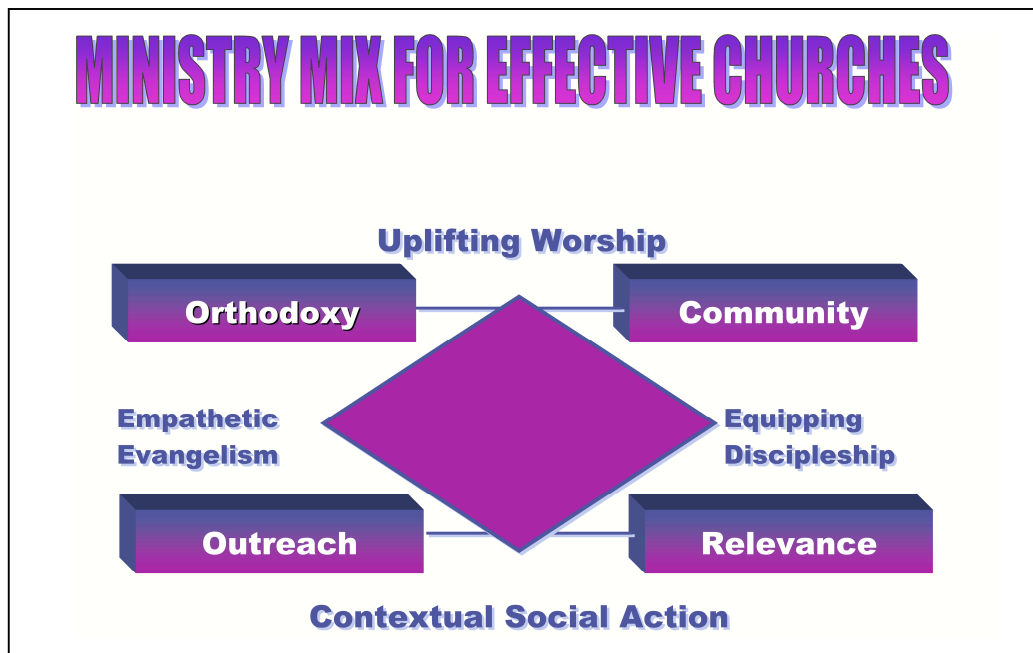 MINISTRY MIX FOR EFFECTIVE CHURCHES
Uplifting Worship
Orthodoxy
Community
Empathetic
Evangelism
Equipping
Discipleship
Outreach
Relevance
Contextual Social Action